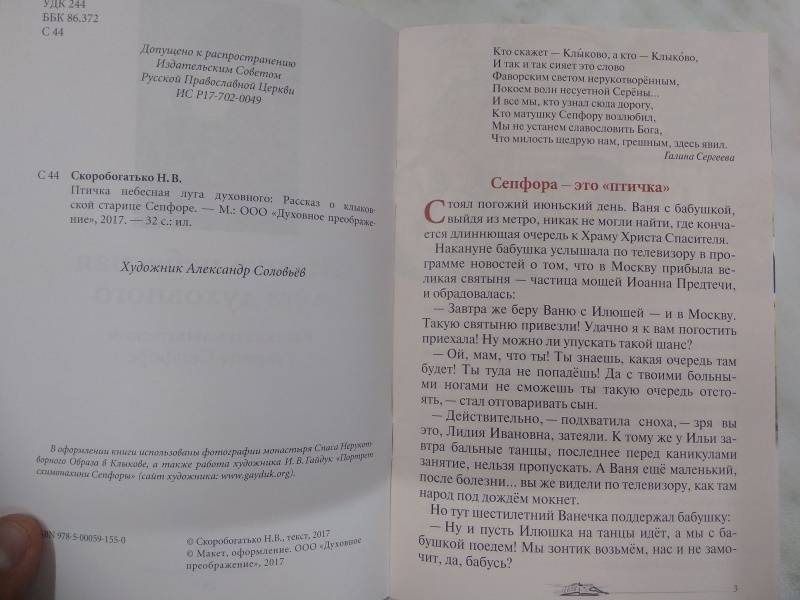 УДК 244
ББК 86.372
С 44
Допущено к распространению
Издательским Советом
Русской Православной Церкви
ИС Р17-702-0049
С 44 Скоробогатько Н. В.
Птичка небесная луга духовного: Рассказ о клыков-
ской старице Сепфоре. — М.: ООО «Духовное преображе-
ние», 2017. — 32 с.: ил.
Художник Александр Соловьёв
В оформлении книги использованы фотографии монастыря Спаса Нерукот-
ворного Образа в Клыкове, а также работа художника И. В. Гайдук «Портрет
схимонахини Сепфоры» (сайт художника: www.gayduk.org).
ISBN 978-5-00059-155-0
© Скоробогатько Н. В., текст, 2017
© Макет, оформление. ООО «Духовное
преображение», 2017
Кто скажет — Клы́ково, а кто — Клыко́во,
И так и так сияет это слово
Фаворским светом нерукотворённым,
Покоем волн несуетной Серёны...
И все мы, кто узнал сюда дорогу,
Кто матушку Сепфору возлюбил,
Мы не устанем славословить Бога,
Что милость щедрую нам, грешным, здесь явил.
Галина Сергеева
Сепфора – это «птичка»
Стоял погожий июньский день. Ваня с бабушкой,
выйдя из метро, никак не могли найти, где конча-
ется длиннющая очередь к Храму Христа Спасителя.
Накануне бабушка услышала по телевизору в про-
грамме новостей о том, что в Москву прибыла ве-
ликая святыня — частица мощей Иоанна Предтечи,
и обрадовалась:
— Завтра же беру Ваню с Илюшей — и в Москву.
Такую святыню привезли! Удачно я к вам погостить
приехала! Ну можно ли упускать такой шанс?
— Ой, мам, что ты! Ты знаешь, какая очередь там
будет! Ты туда не попадёшь! Да с твоими больны-
ми ногами не сможешь ты такую очередь отсто-
ять, — стал отговаривать сын.
— Действительно, — подхватила сноха, — зря вы
это, Лидия Ивановна, затеяли. К тому же у Ильи зав-
тра бальные танцы, последнее перед каникулами
занятие, нельзя пропускать. А Ваня ещё маленький,
после болезни... вы же видели по телевизору, как там
народ под дождём мокнет.
Но тут шестилетний Ванечка поддержал бабушку:
— Ну и пусть Илюшка на танцы идёт, а мы с ба-
бушкой поедем! Мы зонтик возьмём, нас и не замо-
чит, да, бабусь?
3